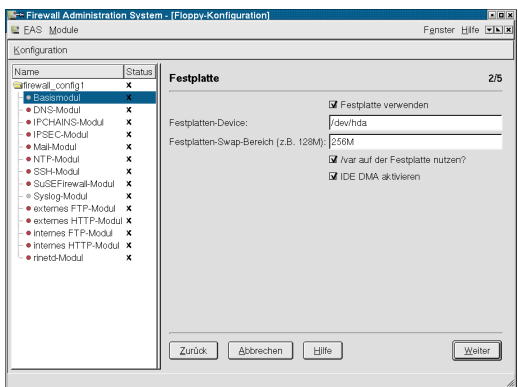 Firewall Administration System - [Floppy-Konfiguration]
EAS Module
Fenster Hilfe
Konfiguration
Name Status
firewall_config1 x
Basismodul x
DNS-Modul x
IPCHAINS-Modul x
IPSEC-Modul x
Mail-Modul x
NTP-Modul x
SSH-Modul x
SuSEFirewall-Modul x
Syslog-Modul x
externes FTP-Modul x
externes HTTP-Modul x
internes FTP-Modul x
internes HTTP-Modul x
rinetd-Modul x
Festplatte 2/5
Festplatte verwenden
Festplatten-Device: /dev/hda
Festplatten-Swap-Bereich (z.B. 128M): 256M
/var auf der Festplatte nutzen?
IDE DMA aktivieren
Zurück Abbrechen Hilfe Weiter